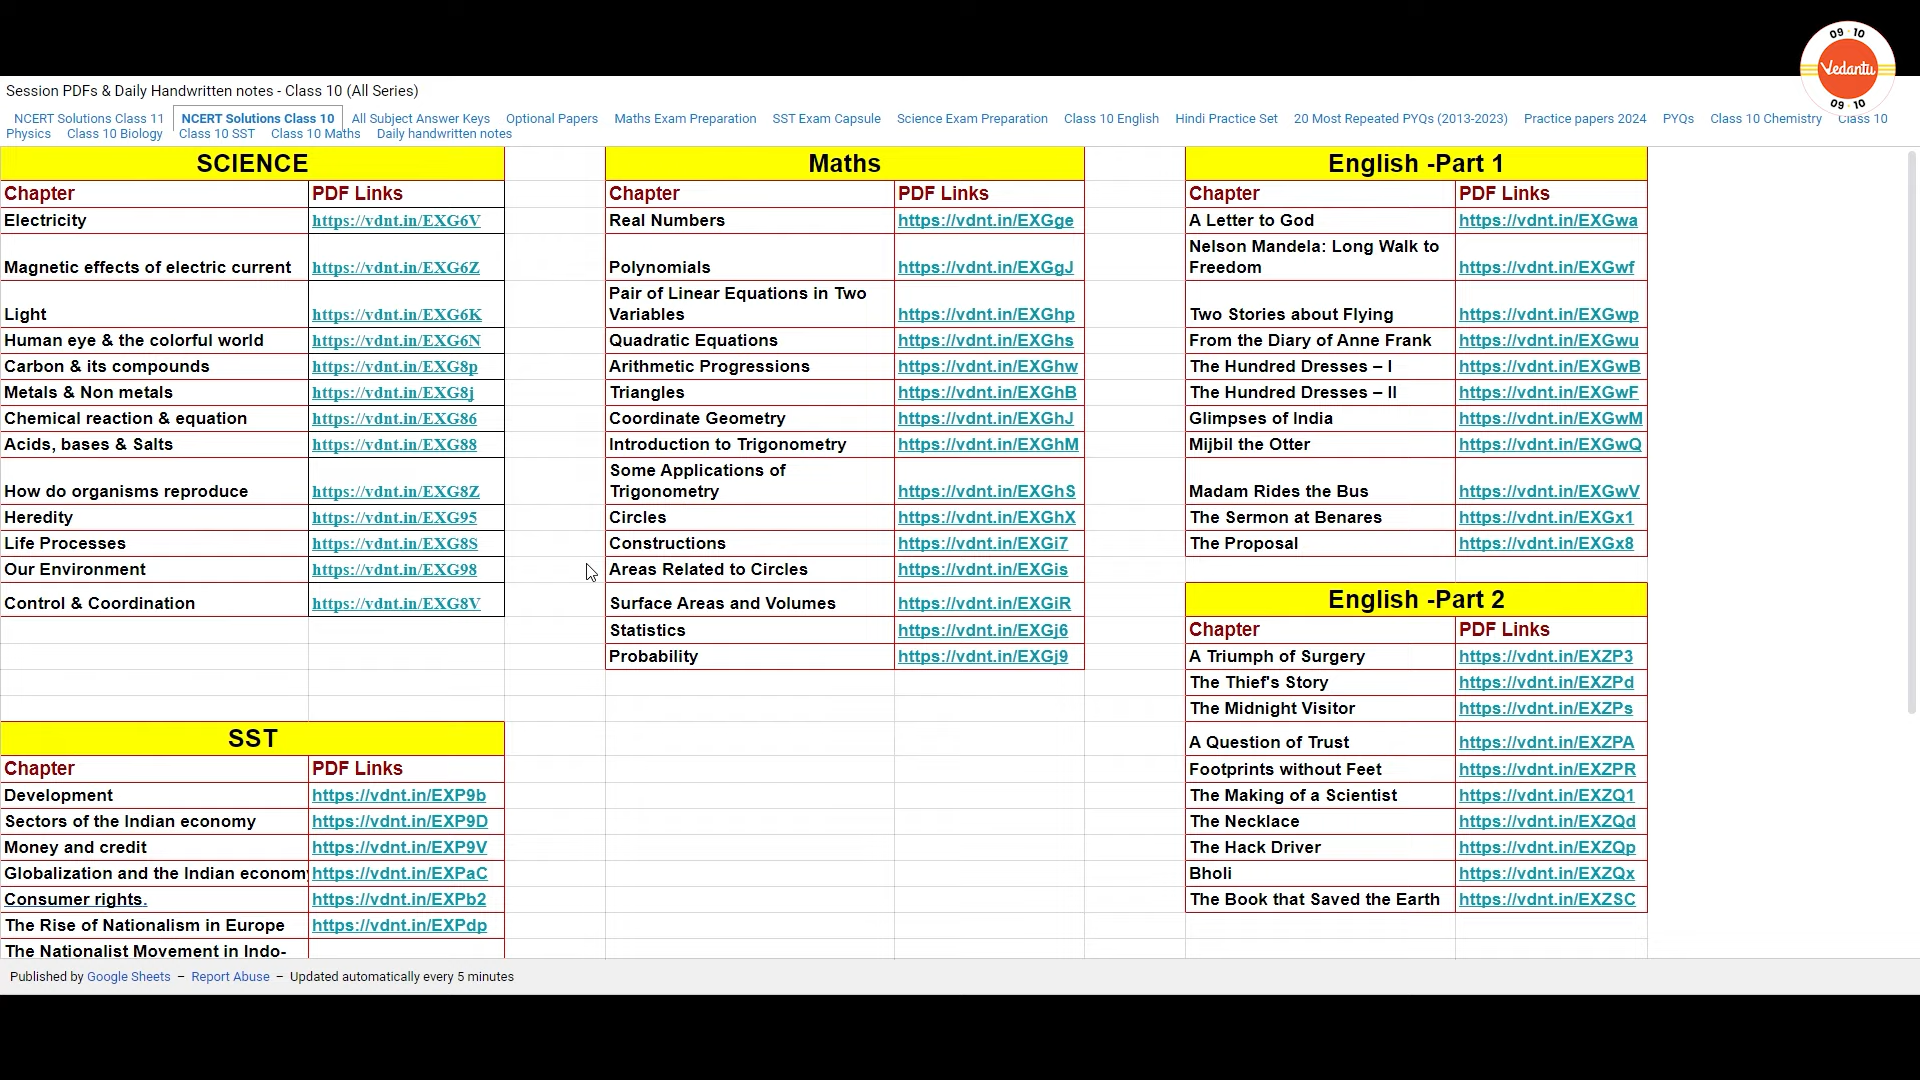 09 - 10
Vedantu
09 - 10
Session PDFs & Daily Handwritten notes - Class 10 (All Series)
NCERT Solutions Class 11 NCERT Solutions Class 10 All Subject Answer Keys Optional Papers Maths Exam Preparation SST Exam Capsule Science Exam Preparation Class 10 English Hindi Practice Set 20 Most Repeated PYQs (2013-2023) Practice papers 2024 PYQs Class 10 Chemistry Class 10
Physics Class 10 Biology Class 10 SST Class 10 Maths Daily handwritten notes
SCIENCE
Chapter PDF Links
Electricity https://vdnt.in/EXG6V
Magnetic effects of electric current https://vdnt.in/EXG6Z
Light https://vdnt.in/EXG6K
Human eye & the colorful world https://vdnt.in/EXG6N
Carbon & its compounds https://vdnt.in/EXG8p
Metals & Non metals https://vdnt.in/EXG8j
Chemical reaction & equation https://vdnt.in/EXG86
Acids, bases & Salts https://vdnt.in/EXG88
How do organisms reproduce https://vdnt.in/EXG8Z
Heredity https://vdnt.in/EXG95
Life Processes https://vdnt.in/EXG8S
Our Environment https://vdnt.in/EXG98
Control & Coordination https://vdnt.in/EXG8V
SST
Chapter PDF Links
Development https://vdnt.in/EXP9b
Sectors of the Indian economy https://vdnt.in/EXP9D
Money and credit https://vdnt.in/EXP9V
Globalization and the Indian economy https://vdnt.in/EXPaC
Consumer rights. https://vdnt.in/EXPb2
The Rise of Nationalism in Europe https://vdnt.in/EXPdp
The Nationalist Movement in Indo-
Maths
Chapter PDF Links
Real Numbers https://vdnt.in/EXGge
Polynomials https://vdnt.in/EXGgJ
Pair of Linear Equations in Two
Variables https://vdnt.in/EXGhp
Quadratic Equations https://vdnt.in/EXGhs
Arithmetic Progressions https://vdnt.in/EXGhw
Triangles https://vdnt.in/EXGhB
Coordinate Geometry https://vdnt.in/EXGhJ
Introduction to Trigonometry https://vdnt.in/EXGhM
Some Applications of
Trigonometry https://vdnt.in/EXGhS
Circles https://vdnt.in/EXGhX
Constructions https://vdnt.in/EXGi7
Areas Related to Circles https://vdnt.in/EXGis
Surface Areas and Volumes https://vdnt.in/EXGiR
Statistics https://vdnt.in/EXGj6
Probability https://vdnt.in/EXGj9
English -Part 1
Chapter PDF Links
A Letter to God https://vdnt.in/EXGwa
Nelson Mandela: Long Walk to
Freedom https://vdnt.in/EXGwf
Two Stories about Flying https://vdnt.in/EXGwp
From the Diary of Anne Frank https://vdnt.in/EXGwu
The Hundred Dresses – I https://vdnt.in/EXGwB
The Hundred Dresses – II https://vdnt.in/EXGwF
Glimpses of India https://vdnt.in/EXGwM
Mijbil the Otter https://vdnt.in/EXGwQ
Madam Rides the Bus https://vdnt.in/EXGwV
The Sermon at Benares https://vdnt.in/EXGx1
The Proposal https://vdnt.in/EXGx8
English -Part 2
Chapter PDF Links
A Triumph of Surgery https://vdnt.in/EXZP3
The Thief's Story https://vdnt.in/EXZPd
The Midnight Visitor https://vdnt.in/EXZPs
A Question of Trust https://vdnt.in/EXZPA
Footprints without Feet https://vdnt.in/EXZPR
The Making of a Scientist https://vdnt.in/EXZQ1
The Necklace https://vdnt.in/EXZQd
The Hack Driver https://vdnt.in/EXZQp
Bholi https://vdnt.in/EXZQx
The Book that Saved the Earth https://vdnt.in/EXZSC
Published by Google Sheets – Report Abuse – Updated automatically every 5 minutes